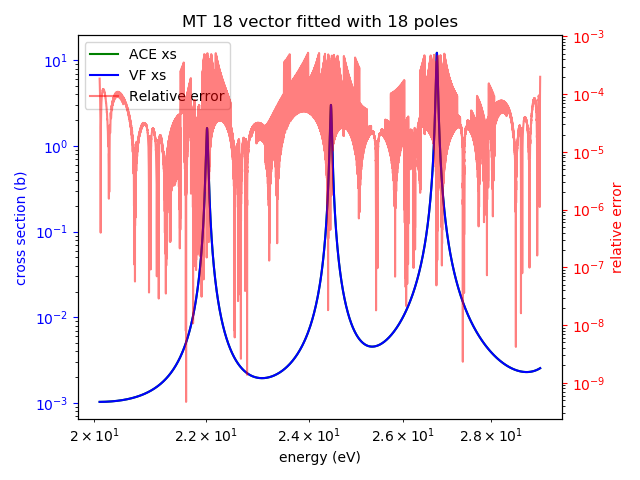 MT 18 vector fitted with 18 poles
ACE xs
VF xs
Relative error
cross section (b)
10¹
10⁰
10⁻¹
10⁻²
10⁻³
10⁻³
10⁻⁴
10⁻⁵
10⁻⁶
10⁻⁷
10⁻⁸
10⁻⁹
relative error
2 × 10¹
2.2 × 10¹
2.4 × 10¹
2.6 × 10¹
2.8 × 10¹
energy (eV)